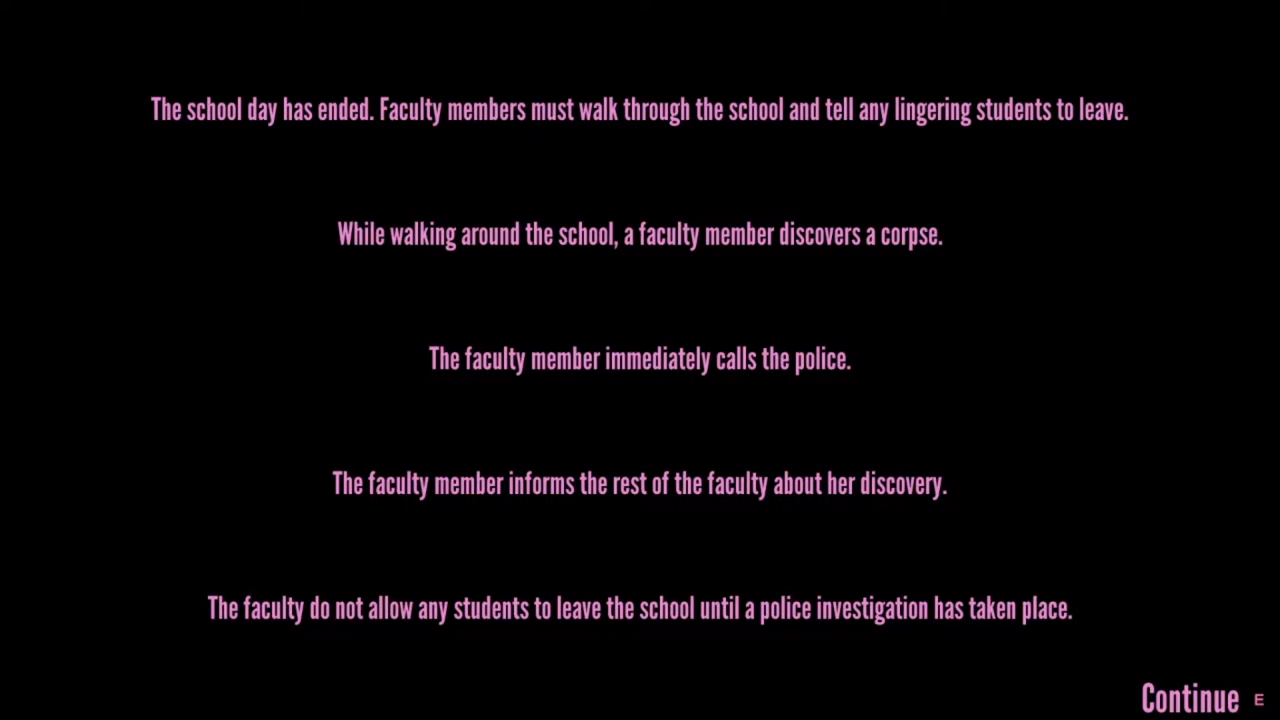 The school day has ended. Faculty members must walk through the school and tell any lingering students to leave.
While walking around the school, a faculty member discovers a corpse.
The faculty member immediately calls the police.
The faculty member informs the rest of the faculty about her discovery.
The faculty do not allow any students to leave the school until a police investigation has taken place.
Continue E